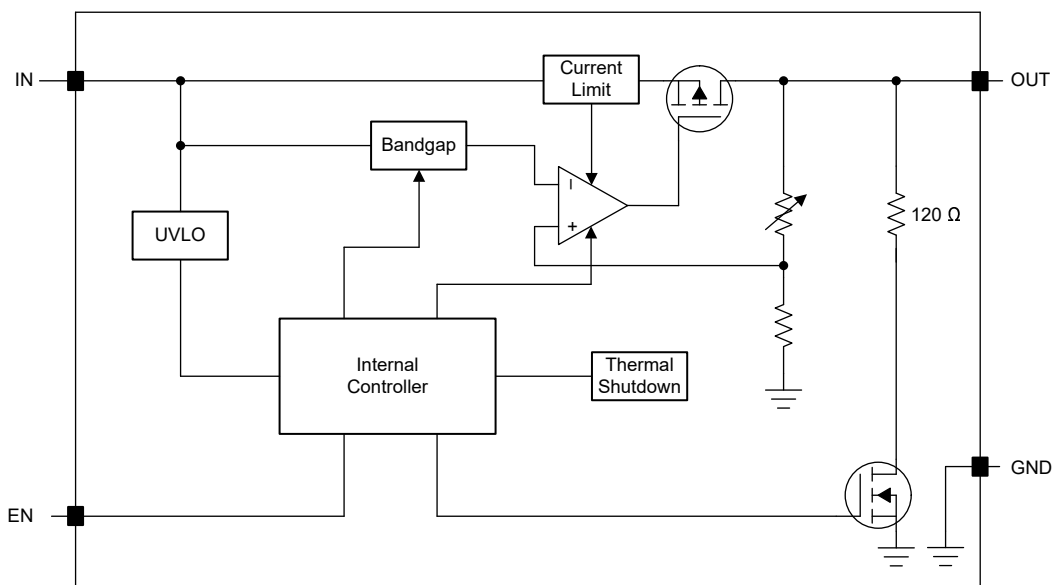 IN
Current
Limit
OUT
Bandgap
–
+
120 Ω
UVLO
Internal
Controller
Thermal
Shutdown
GND
EN